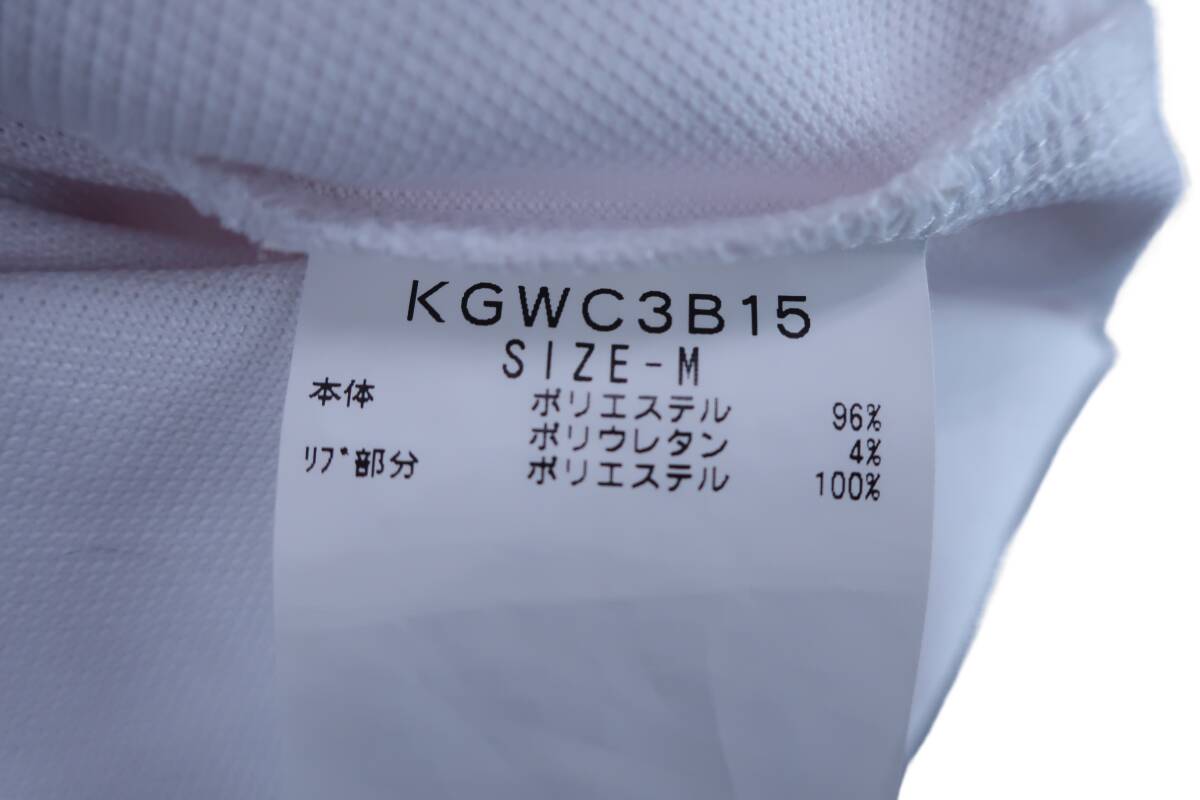 KGWC3B15
SIZE-M
本体 ポリエステル 96%
ポリウレタン 4%
ﾘﾌﾞ部分 ポリエステル 100%